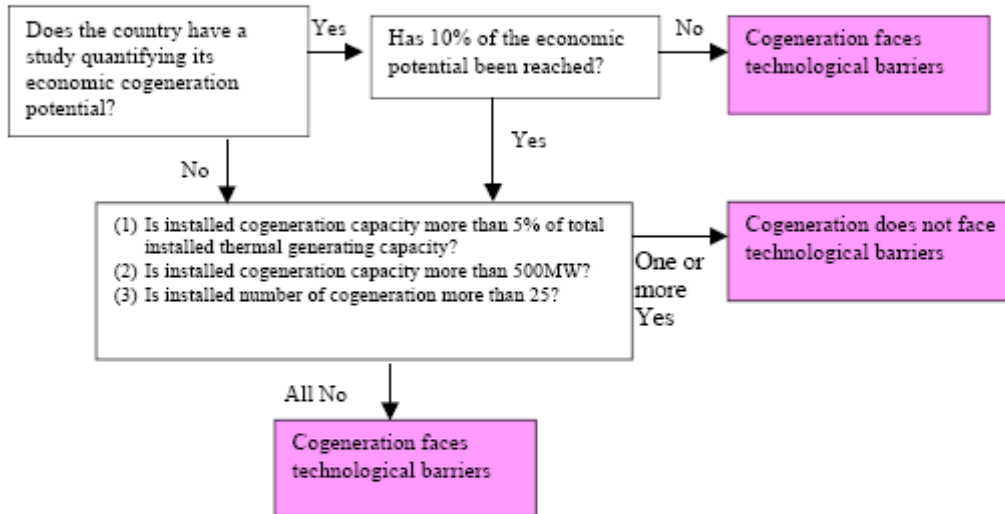 Does the country have a
study quantifying its
economic cogeneration
potential?
Yes
Has 10% of the economic
potential been reached?
No
Cogeneration faces
technological barriers
No
Yes
(1) Is installed cogeneration capacity more than 5% of total
installed thermal generating capacity?
(2) Is installed cogeneration capacity more than 500MW?
(3) Is installed number of cogeneration more than 25?
One or
more
Yes
Cogeneration does not face
technological barriers
All No
Cogeneration faces
technological barriers